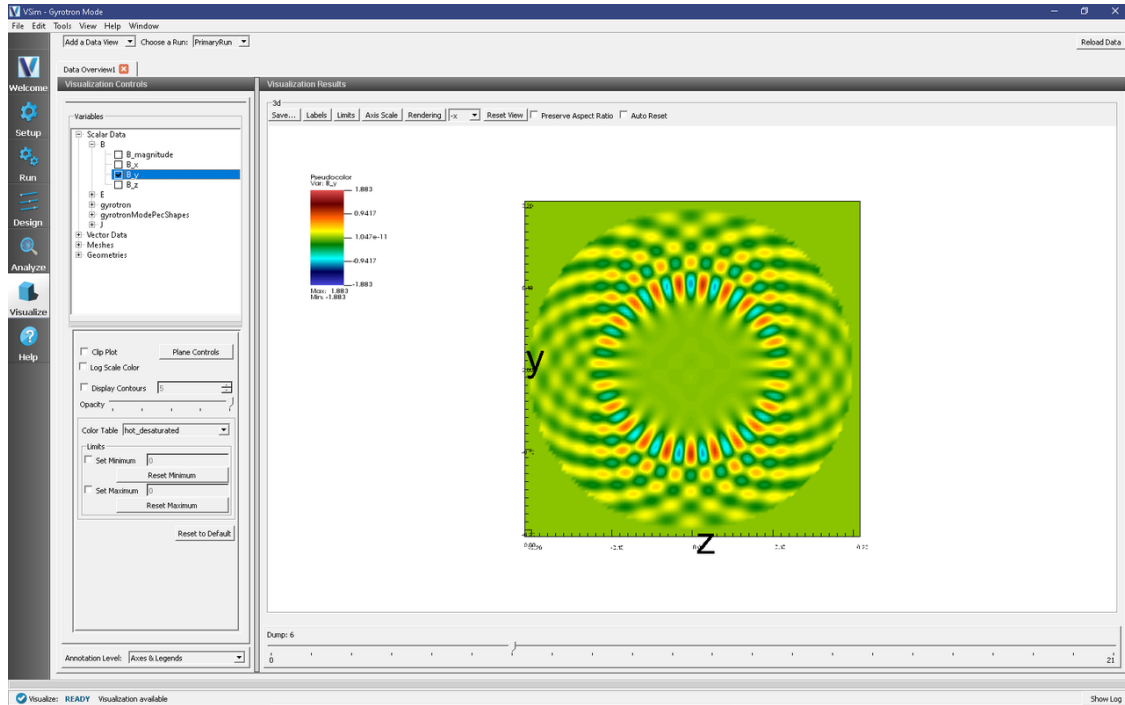 VSim - Gyrotron Mode
File Edit Tools View Help Window
Add a Data View Choose a Run: PrimaryRun Reload Data
Data Overview1
Welcome
Setup
Run
Design
Analyze
Visualize
Help
Visualization Controls
Variables
Scalar Data
B
B_magnitude
B_x
B_y
B_z
E
gyrotron
gyrotronModePecShapes
J
Vector Data
Meshes
Geometries
Clip Plot Plane Controls
Log Scale Color
Display Contours 5
Opacity
Color Table hot_desaturated
Limits
Set Minimum 0
Reset Minimum
Set Maximum 0
Reset Maximum
Reset to Default
Annotation Level: Axes & Legends
Visualization Results
3d
Save... Labels Limits Axis Scale Rendering -x Reset View Preserve Aspect Ratio Auto Reset
Pseudocolor
Var: B_y
1.883
0.9417
1.047e-11
-0.9417
-1.883
Max: 1.883
Min: -1.883
y
z
Dump: 6
0 21
Visualize: READY Visualization available Show Log